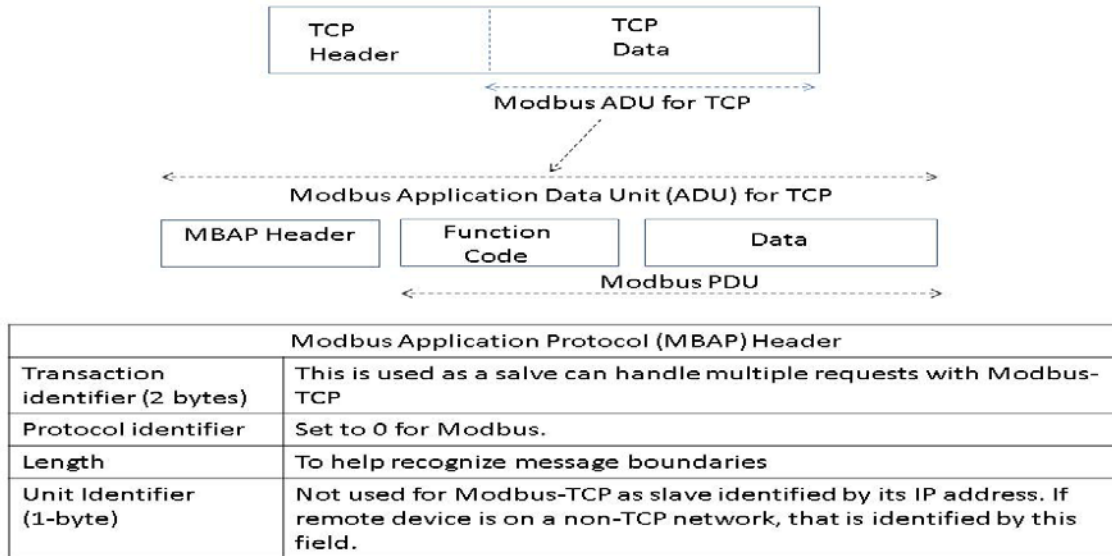 TCP Header
TCP Data
Modbus ADU for TCP
Modbus Application Data Unit (ADU) for TCP
MBAP Header
Function Code
Data
Modbus PDU
Modbus Application Protocol (MBAP) Header
Transaction identifier (2 bytes)
This is used as a salve can handle multiple requests with Modbus-
TCP
Protocol identifier
Set to 0 for Modbus.
Length
To help recognize message boundaries
Unit Identifier
(1-byte)
Not used for Modbus-TCP as slave identified by its IP address. If
remote device is on a non-TCP network, that is identified by this
field.